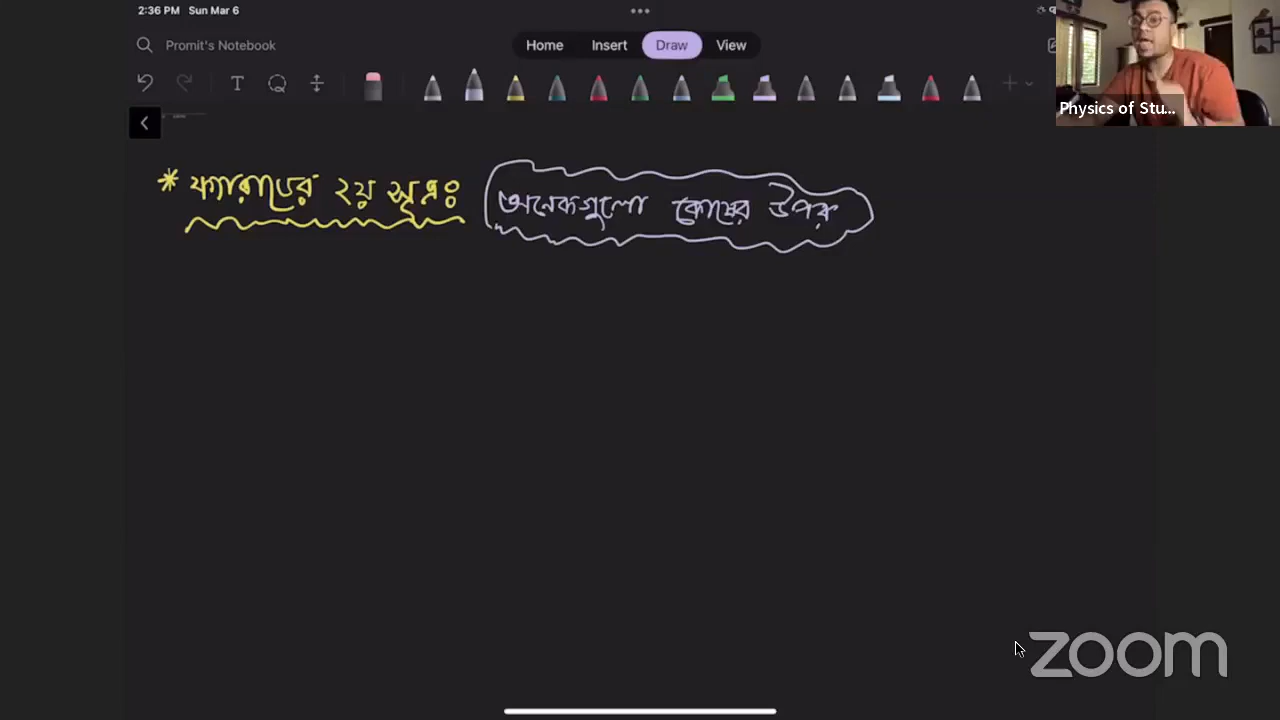 2:36 PM Sun Mar 6
Promit's Notebook
Home Insert Draw View
Physics of Stu...
* ফ্যারাডের ২য় সূত্রঃ অনেকগুলো কোষের উপর
zoom